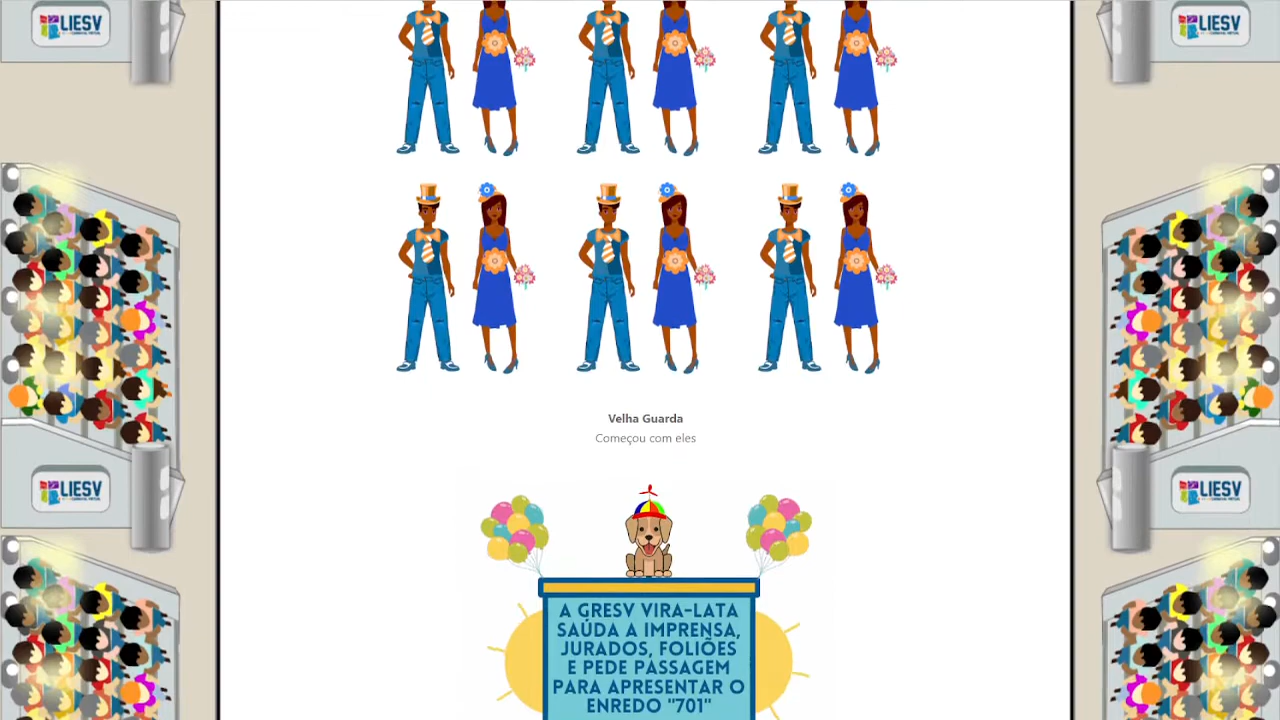 LIESV
LIESV
Velha Guarda
Começou com eles
LIESV
LIESV
A GRESV VIRA-LATA
SAÚDA A IMPRENSA,
JURADOS, FOLIÕES
E PEDE PASSAGEM
PARA APRESENTAR O
ENREDO "701"